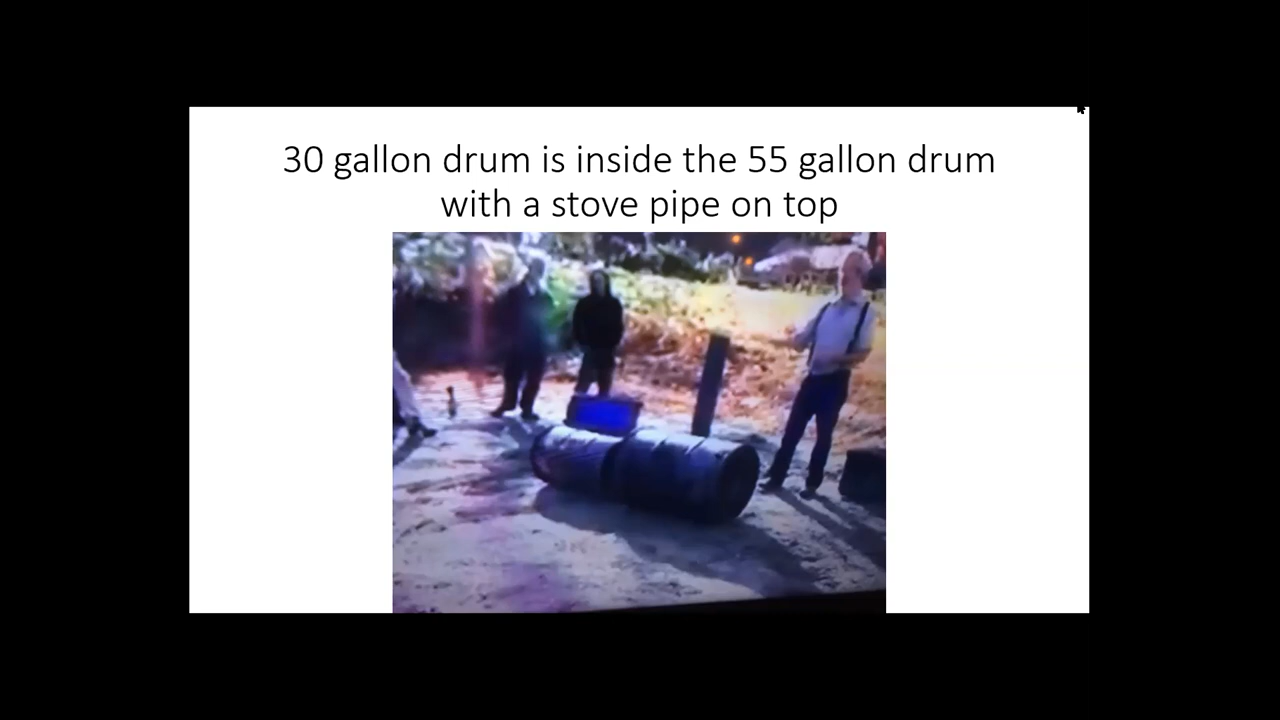 30 gallon drum is inside the 55 gallon drum
with a stove pipe on top